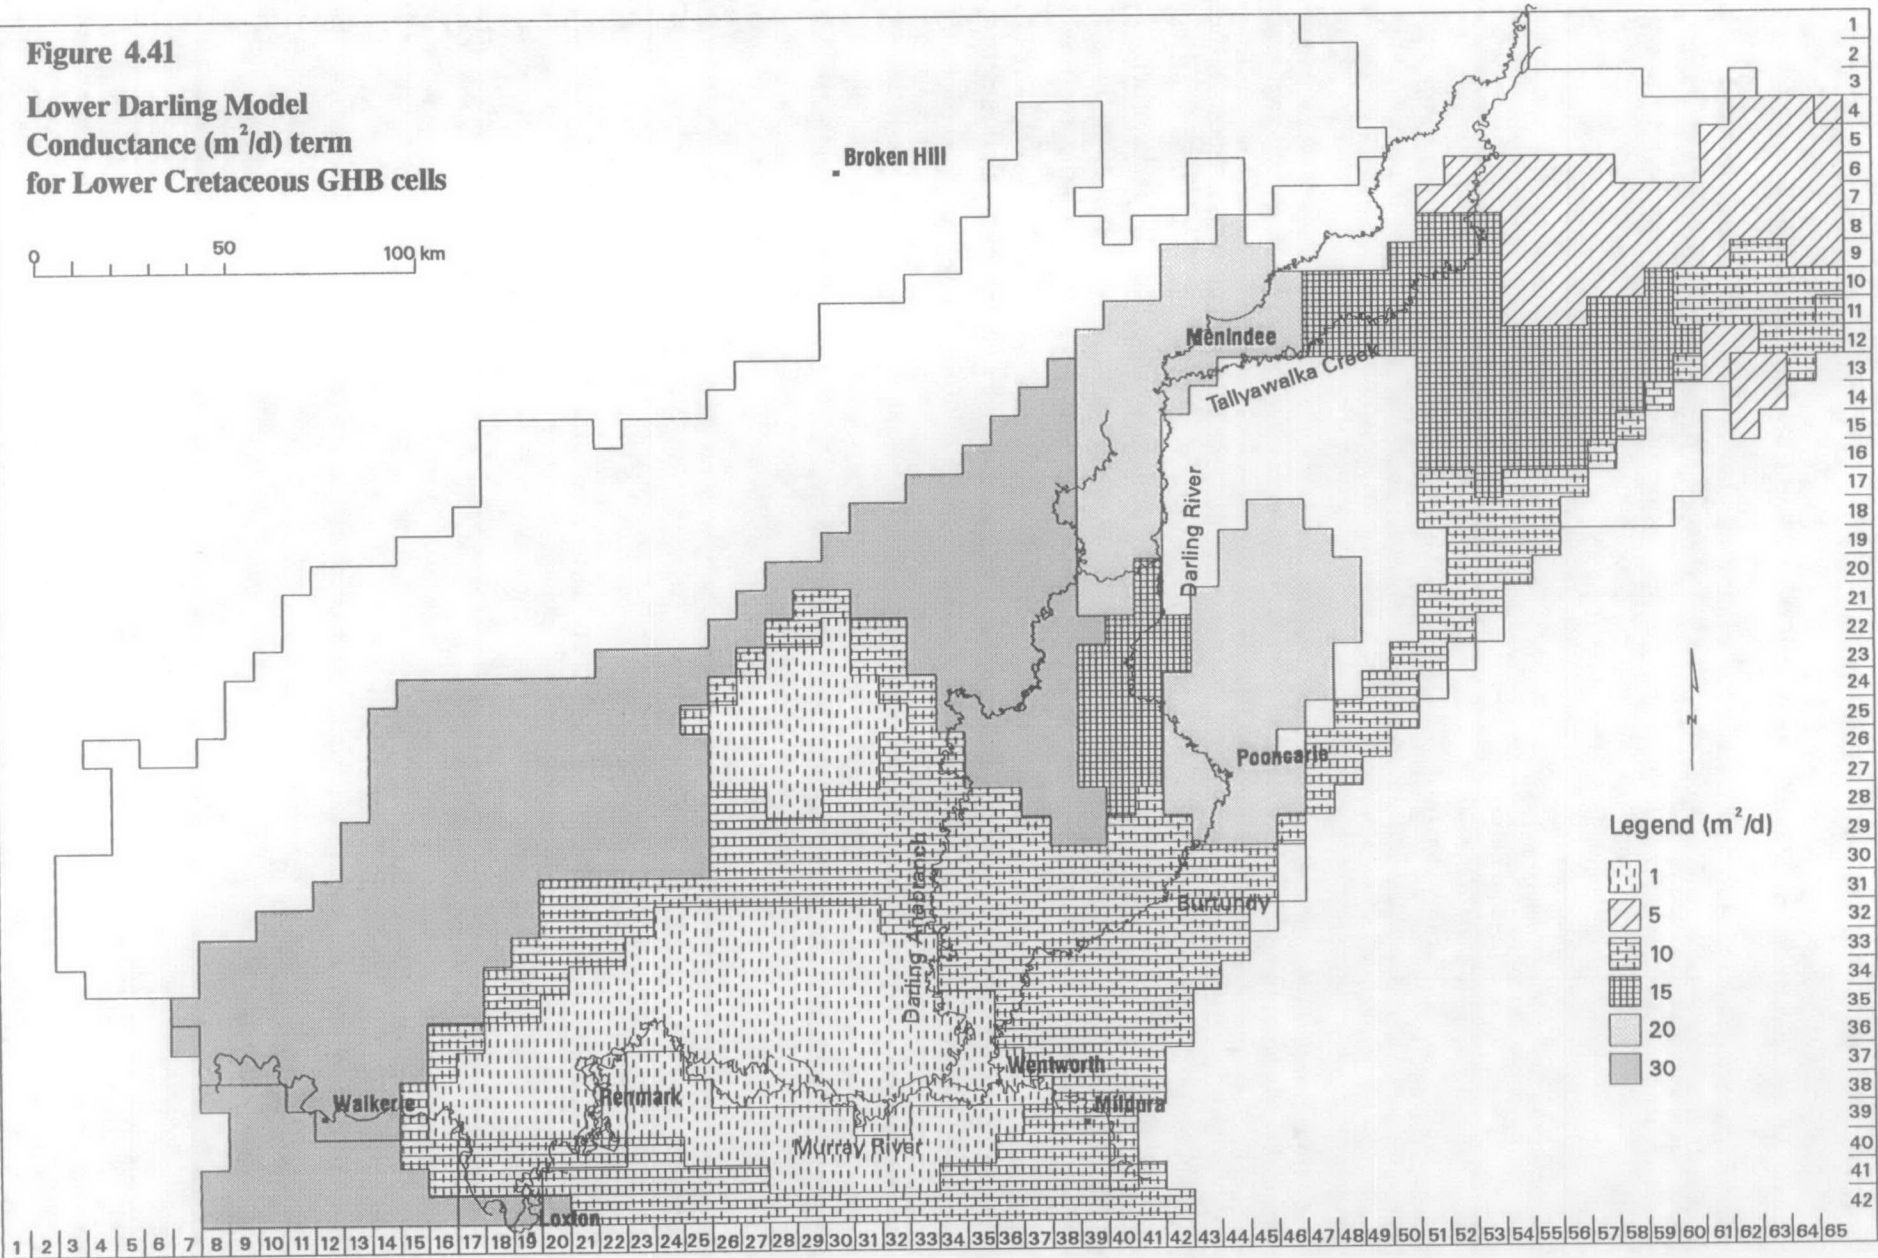 Figure 4.41
Lower Darling Model
Conductance (m²/d) term
for Lower Cretaceous GHB cells
0 50 100 km
Broken Hill
Menindee
Tallyawalka Creek
Darling River
Pooncarie
N
Darling Anabranch
Burtundy
Wentworth
Mildura
Renmark
Walkerie
Murray River
Loxton
Legend (m²/d)
1
5
10
15
20
30
1
2
3
4
5
6
7
8
9
10
11
12
13
14
15
16
17
18
19
20
21
22
23
24
25
26
27
28
29
30
31
32
33
34
35
36
37
38
39
40
41
42
1 2 3 4 5 6 7 8 9 10 11 12 13 14 15 16 17 18 19 20 21 22 23 24 25 26 27 28 29 30 31 32 33 34 35 36 37 38 39 40 41 42 43 44 45 46 47 48 49 50 51 52 53 54 55 56 57 58 59 60 61 62 63 64 65